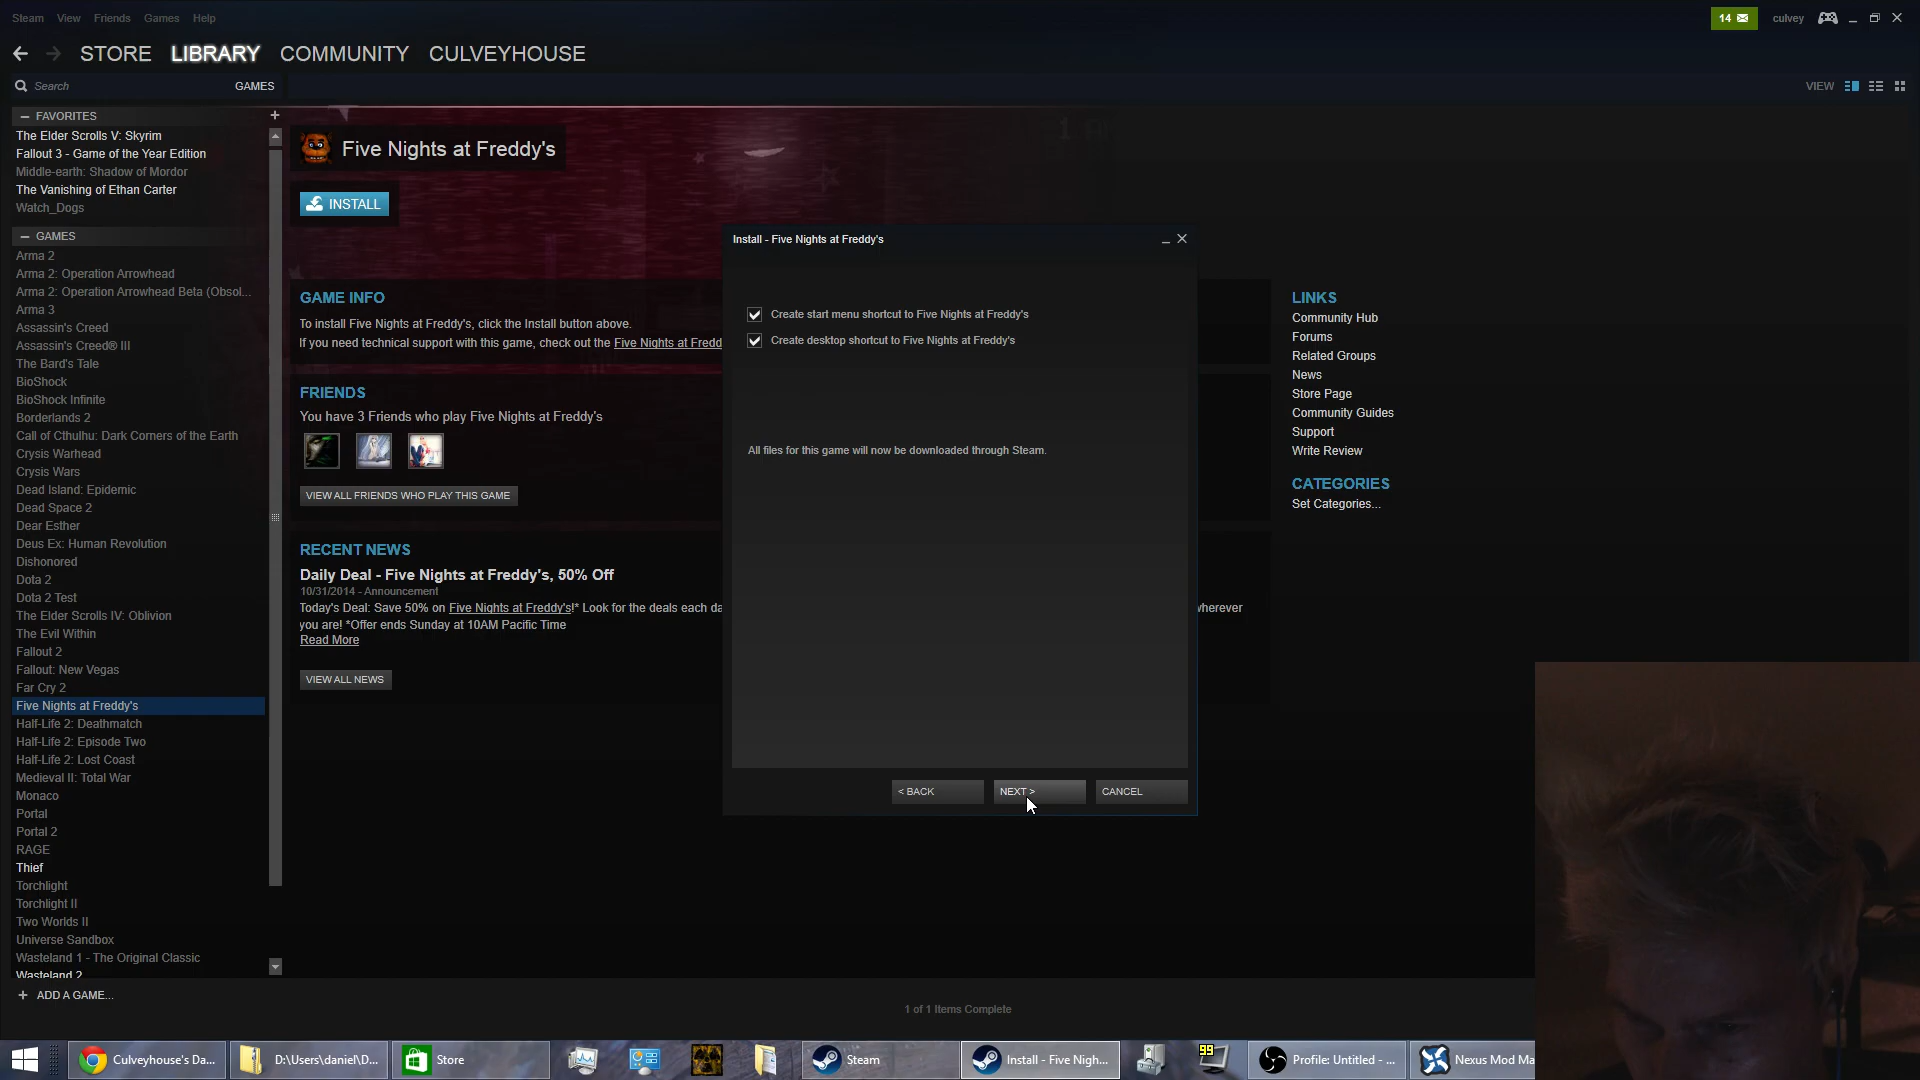 Steam View Friends Games Help
14 culvey
STORE LIBRARY COMMUNITY CULVEYHOUSE
Search GAMES VIEW
FAVORITES
The Elder Scrolls V: Skyrim
Fallout 3 - Game of the Year Edition
Middle-earth: Shadow of Mordor
The Vanishing of Ethan Carter
Watch_Dogs
GAMES
Arma 2
Arma 2: Operation Arrowhead
Arma 2: Operation Arrowhead Beta (Obsol...
Arma 3
Assassin's Creed
Assassin's Creed® III
The Bard's Tale
BioShock
BioShock Infinite
Borderlands 2
Call of Cthulhu: Dark Corners of the Earth
Crysis Warhead
Crysis Wars
Dead Island: Epidemic
Dead Space 2
Dear Esther
Deus Ex: Human Revolution
Dishonored
Dota 2
Dota 2 Test
The Elder Scrolls IV: Oblivion
The Evil Within
Fallout 2
Fallout: New Vegas
Far Cry 2
Five Nights at Freddy's
Half-Life 2: Deathmatch
Half-Life 2: Episode Two
Half-Life 2: Lost Coast
Medieval II: Total War
Monaco
Portal
Portal 2
RAGE
Thief
Torchlight
Torchlight II
Two Worlds II
Universe Sandbox
Wasteland 1 - The Original Classic
Wasteland 2
ADD A GAME...
Five Nights at Freddy's
INSTALL
GAME INFO
To install Five Nights at Freddy's, click the Install button above.
If you need technical support with this game, check out the Five Nights at Fredd
FRIENDS
You have 3 Friends who play Five Nights at Freddy's
VIEW ALL FRIENDS WHO PLAY THIS GAME
RECENT NEWS
Daily Deal - Five Nights at Freddy's, 50% Off
10/31/2014 - Announcement
Today's Deal: Save 50% on Five Nights at Freddy's!* Look for the deals each da wherever
you are! *Offer ends Sunday at 10AM Pacific Time
Read More
VIEW ALL NEWS
Install - Five Nights at Freddy's
Create start menu shortcut to Five Nights at Freddy's
Create desktop shortcut to Five Nights at Freddy's
All files for this game will now be downloaded through Steam.
< BACK NEXT > CANCEL
LINKS
Community Hub
Forums
Related Groups
News
Store Page
Community Guides
Support
Write Review
CATEGORIES
Set Categories...
1 of 1 Items Complete
Culveyhouse's Da... D:\Users\daniel\D... Store Steam Install - Five Nigh... 99 Profile: Untitled - ... Nexus Mod Ma